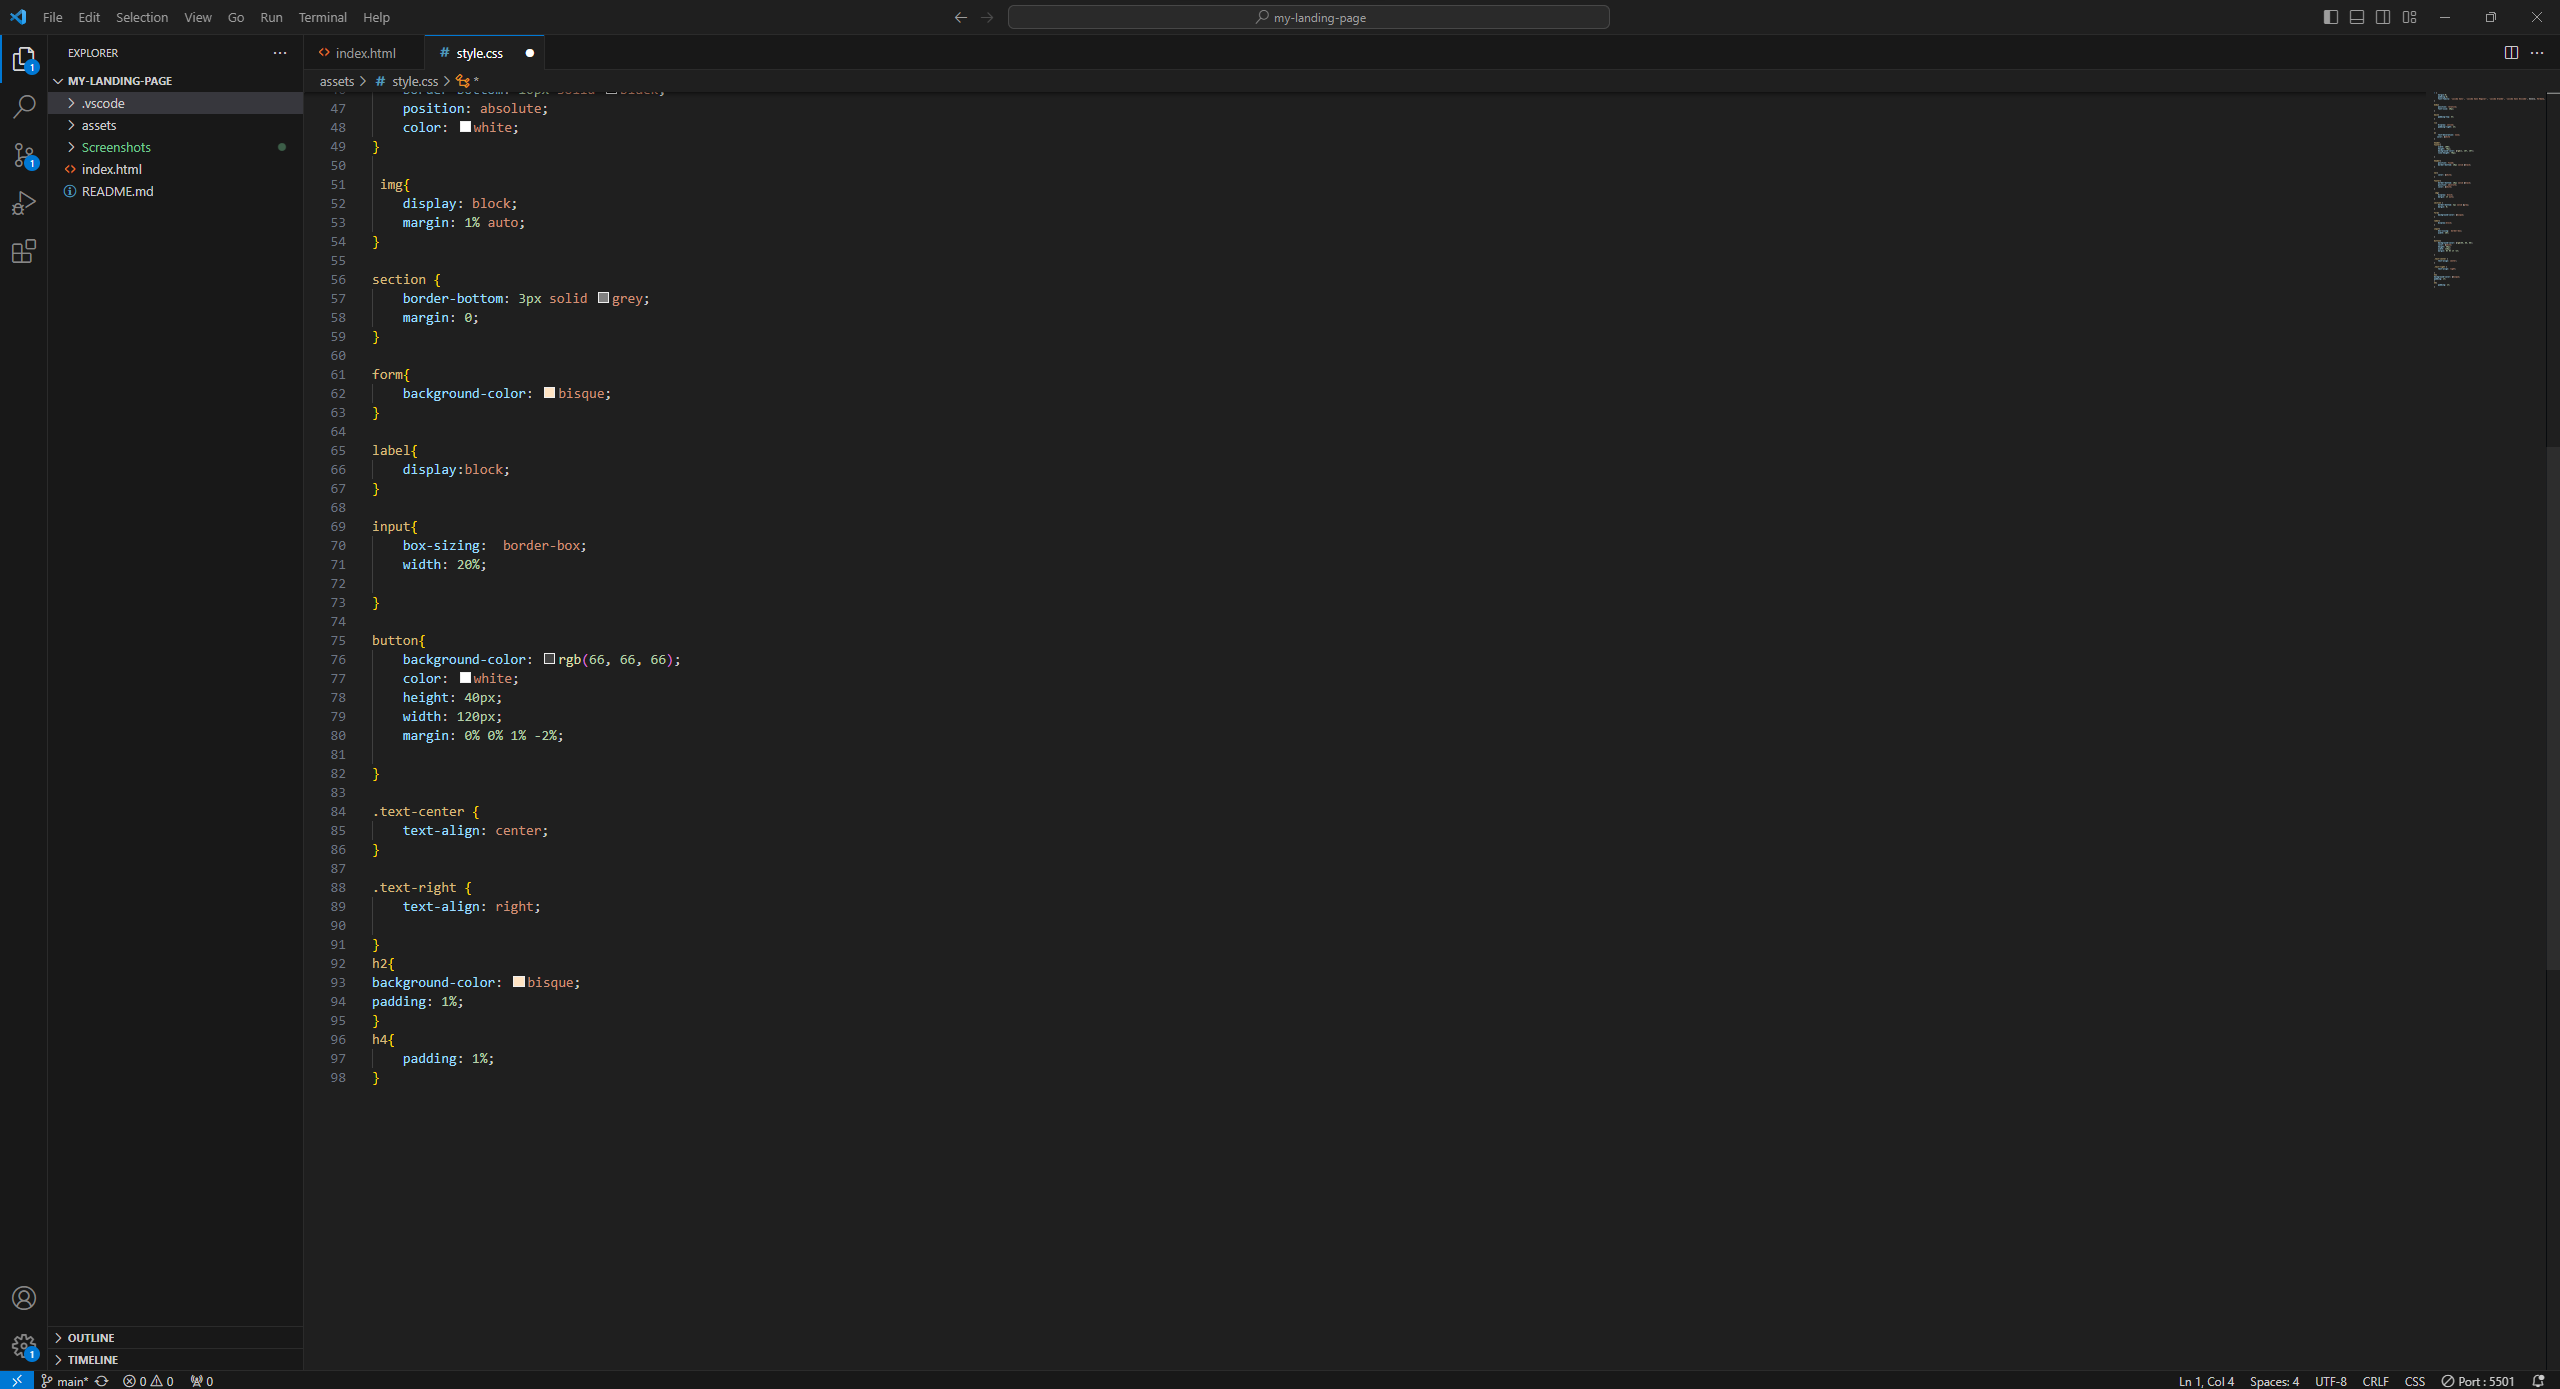 File Edit Selection View Go Run Terminal Help
my-landing-page
EXPLORER
MY-LANDING-PAGE
.vscode
assets
Screenshots
index.html
README.md
OUTLINE
TIMELINE
index.html
# style.css
assets > # style.css > *
border-bottom: 10px solid black;
47 position: absolute;
48 color: white;
49 }
50
51 img{
52 display: block;
53 margin: 1% auto;
54 }
55
56 section {
57 border-bottom: 3px solid grey;
58 margin: 0;
59 }
60
61 form{
62 background-color: bisque;
63 }
64
65 label{
66 display:block;
67 }
68
69 input{
70 box-sizing:  border-box;
71 width: 20%;
72
73 }
74
75 button{
76 background-color: rgb(66, 66, 66);
77 color: white;
78 height: 40px;
79 width: 120px;
80 margin: 0% 0% 1% -2%;
81
82 }
83
84 .text-center {
85 text-align: center;
86 }
87
88 .text-right {
89 text-align: right;
90
91 }
92 h2{
93 background-color: bisque;
94 padding: 1%;
95 }
96 h4{
97 padding: 1%;
98 }
1
1
1
main* 0 0 0
Ln 1, Col 4 Spaces: 4 UTF-8 CRLF CSS Port : 5501